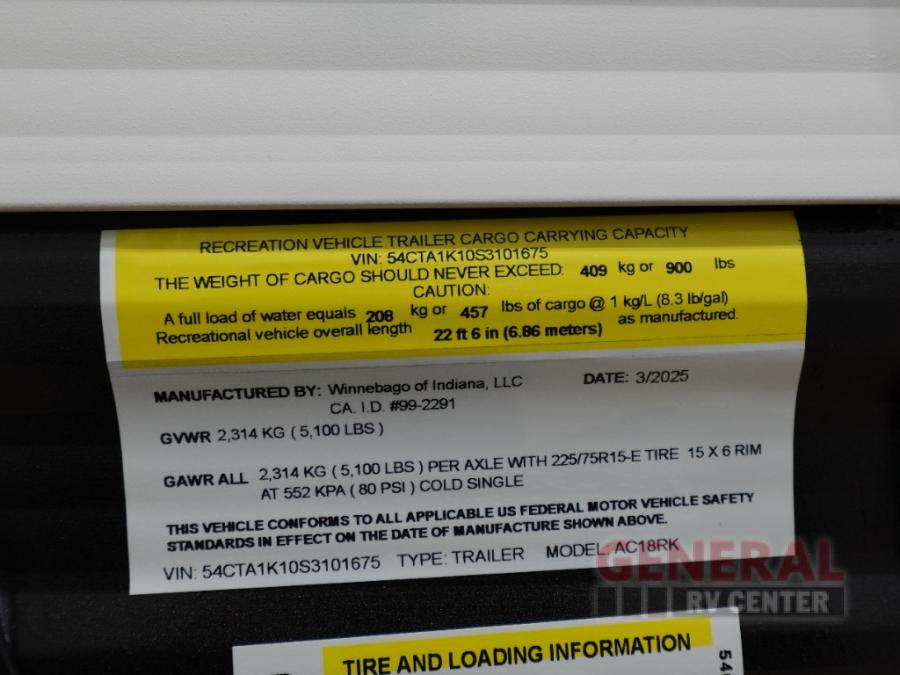 RECREATION VEHICLE TRAILER CARGO CARRYING CAPACITY
VIN: 54CTA1K10S3101675
THE WEIGHT OF CARGO SHOULD NEVER EXCEED: 409 kg or 900 lbs
CAUTION:
A full load of water equals 208 kg or 457 lbs of cargo @ 1 kg/L (8.3 lb/gal)
Recreational vehicle overall length 22 ft 6 in (6.86 meters) as manufactured.
MANUFACTURED BY: Winnebago of Indiana, LLC DATE: 3/2025
CA. I.D. #99-2291
GVWR 2,314 KG ( 5,100 LBS )
GAWR ALL 2,314 KG ( 5,100 LBS ) PER AXLE WITH 225/75R15-E TIRE 15 X 6 RIM
AT 552 KPA ( 80 PSI ) COLD SINGLE
THIS VEHICLE CONFORMS TO ALL APPLICABLE US FEDERAL MOTOR VEHICLE SAFETY
STANDARDS IN EFFECT ON THE DATE OF MANUFACTURE SHOWN ABOVE.
VIN: 54CTA1K10S3101675 TYPE: TRAILER MODEL: AC18RK
GENERAL
RV CENTER
TIRE AND LOADING INFORMATION